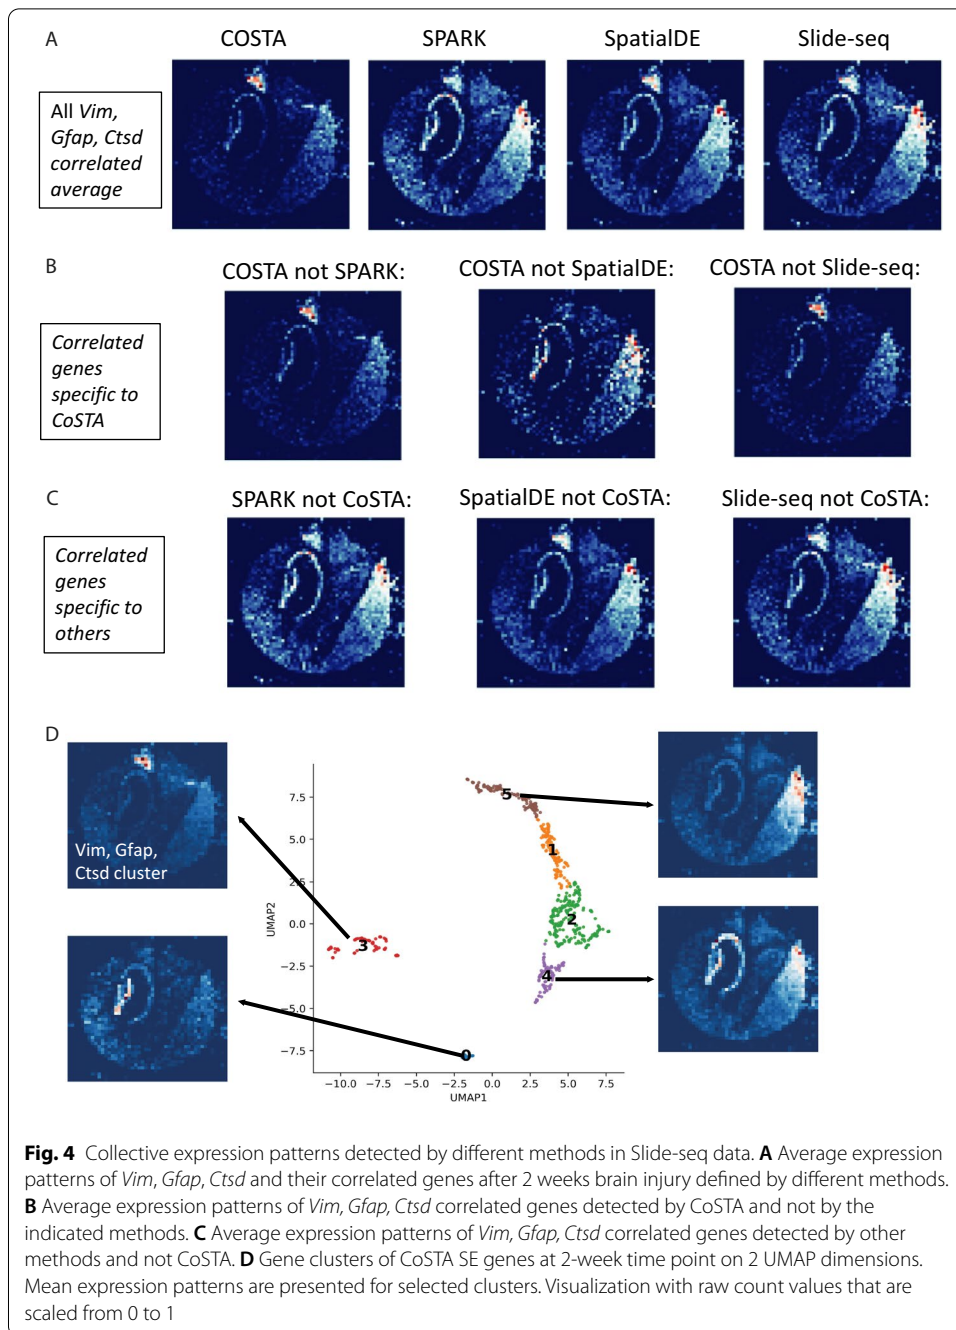 A
COSTA SPARK SpatialDE Slide-seq
All Vim,
Gfap, Ctsd
correlated
average
B
COSTA not SPARK: COSTA not SpatialDE: COSTA not Slide-seq:
Correlated
genes
specific to
CoSTA
C
SPARK not CoSTA: SpatialDE not CoSTA: Slide-seq not CoSTA:
Correlated
genes
specific to
others
D
Vim, Gfap,
Ctsd cluster
7.5
5.0
2.5
0.0
−2.5
−5.0
−7.5
UMAP2
5
1
2
3
4
0
−10.0 −7.5 −5.0 −2.5 0.0 2.5 5.0 7.5
UMAP1
Fig. 4 Collective expression patterns detected by different methods in Slide-seq data. A Average expression
patterns of Vim, Gfap, Ctsd and their correlated genes after 2 weeks brain injury defined by different methods.
B Average expression patterns of Vim, Gfap, Ctsd correlated genes detected by CoSTA and not by the
indicated methods. C Average expression patterns of Vim, Gfap, Ctsd correlated genes detected by other
methods and not CoSTA. D Gene clusters of CoSTA SE genes at 2-week time point on 2 UMAP dimensions.
Mean expression patterns are presented for selected clusters. Visualization with raw count values that are
scaled from 0 to 1